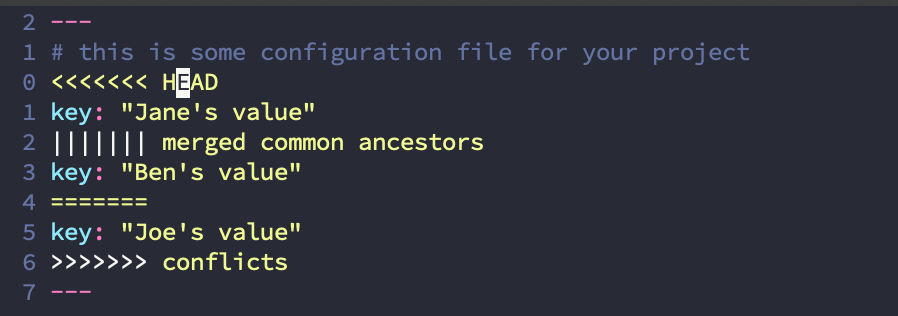 2 ---
1 # this is some configuration file for your project
0 <<<<<<< HEAD
1 key: "Jane's value"
2 ||||||| merged common ancestors
3 key: "Ben's value"
4 =======
5 key: "Joe's value"
6 >>>>>>> conflicts
7 ---